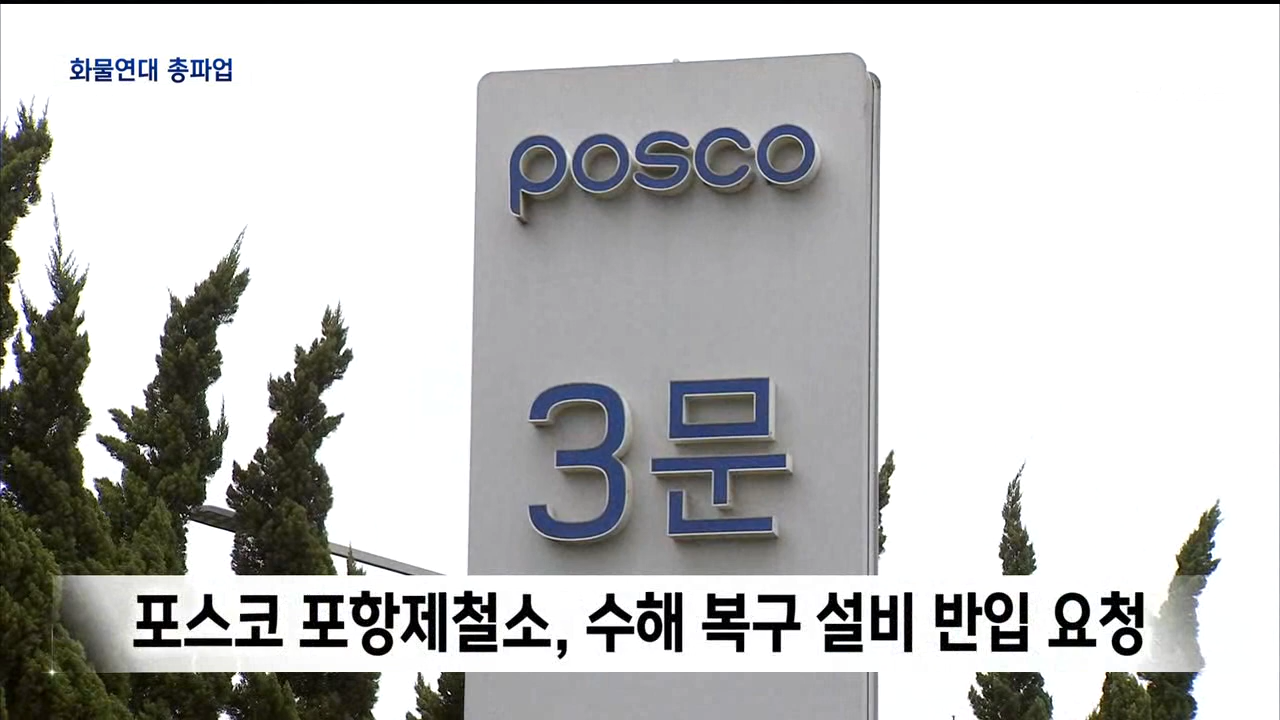 화물연대 총파업
posco
3문
포스코 포항제철소, 수해 복구 설비 반입 요청